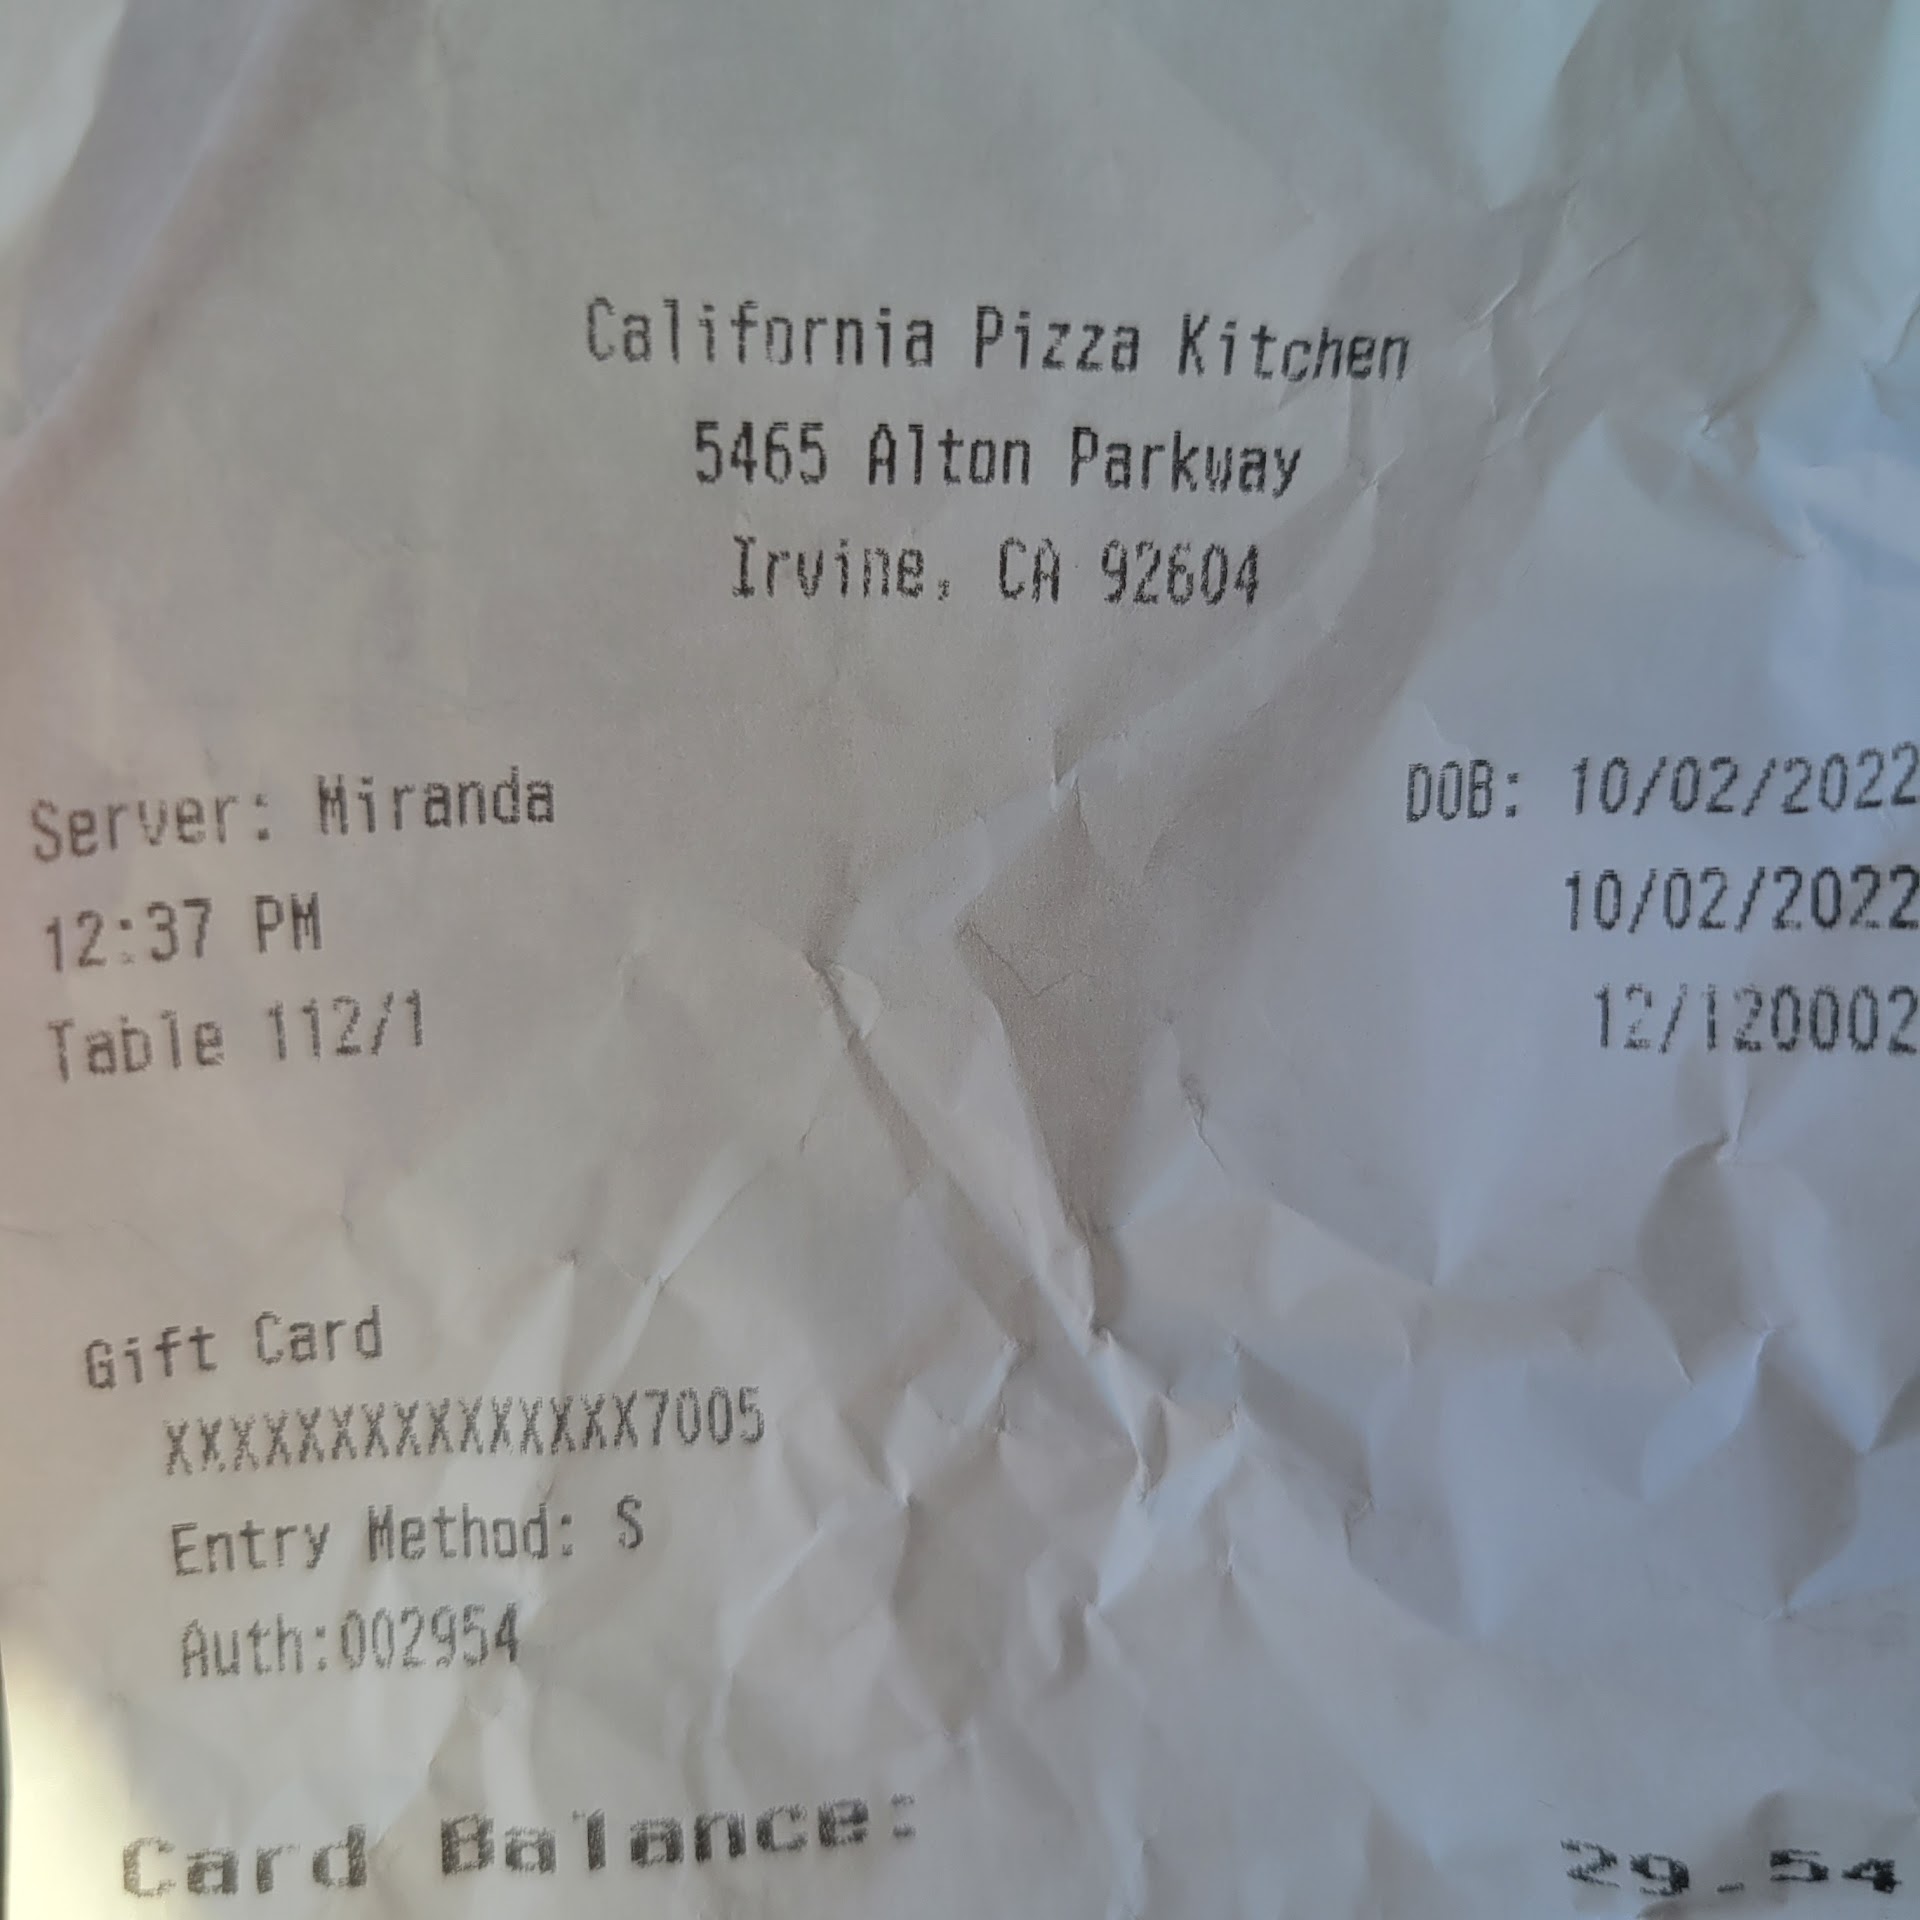 California Pizza Kitchen
5465 Alton Parkway
Irvine, CA 92604
Server: Miranda DOB: 10/02/2022
12:37 PM 10/02/2022
Table 112/1 12/120002
Gift Card
XXXXXXXXXXXXXXX7005
Entry Method: S
Auth:002954
Card Balance: 29.54